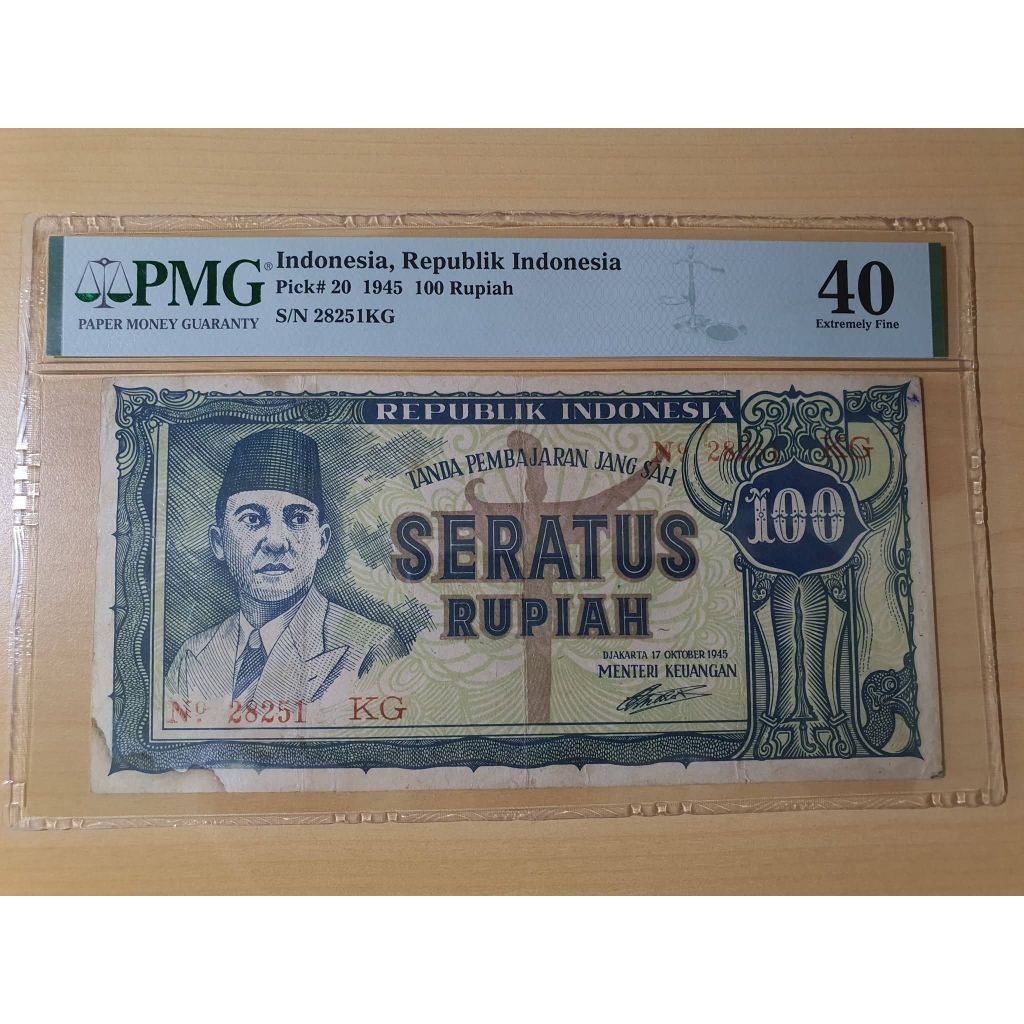 PMG®
PAPER MONEY GUARANTY
Indonesia, Republik Indonesia
Pick# 20 1945 100 Rupiah
S/N 28251KG
40
Extremely Fine
REPUBLIK INDONESIA
No KG
TANDA PEMBAJARAN JANG SAH
100
SERATUS
RUPIAH
DJAKARTA 17 OKTOBER 1945
MENTERI KEUANGAN
No. 28251 KG